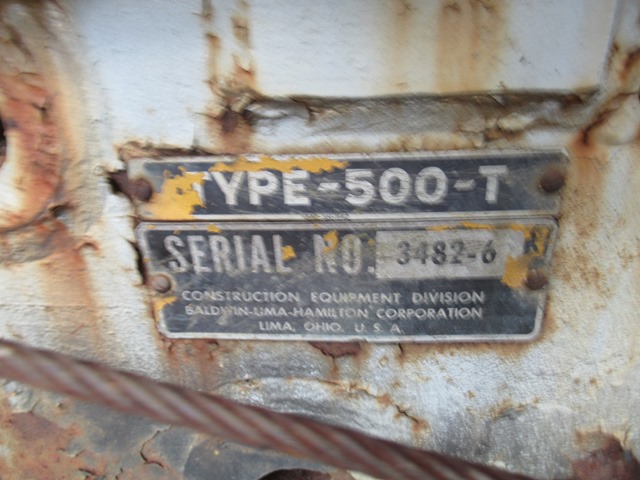 TYPE-500-T
SERIAL NO. 3482-6
CONSTRUCTION EQUIPMENT DIVISION
BALDWIN-LIMA-HAMILTON CORPORATION
LIMA, OHIO, U. S. A.